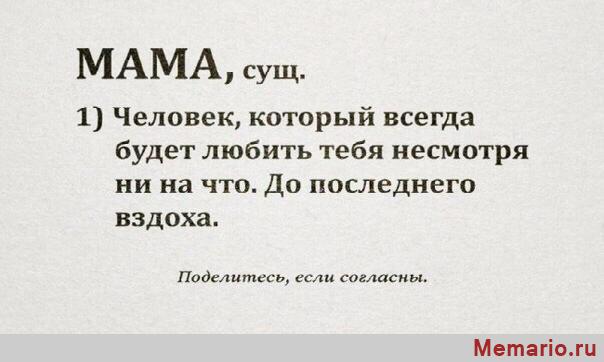 МАМА, сущ.
1) Человек, который всегда
будет любить тебя несмотря
ни на что. До последнего
вздоха.
Поделитесь, если согласны.
Memario.ru